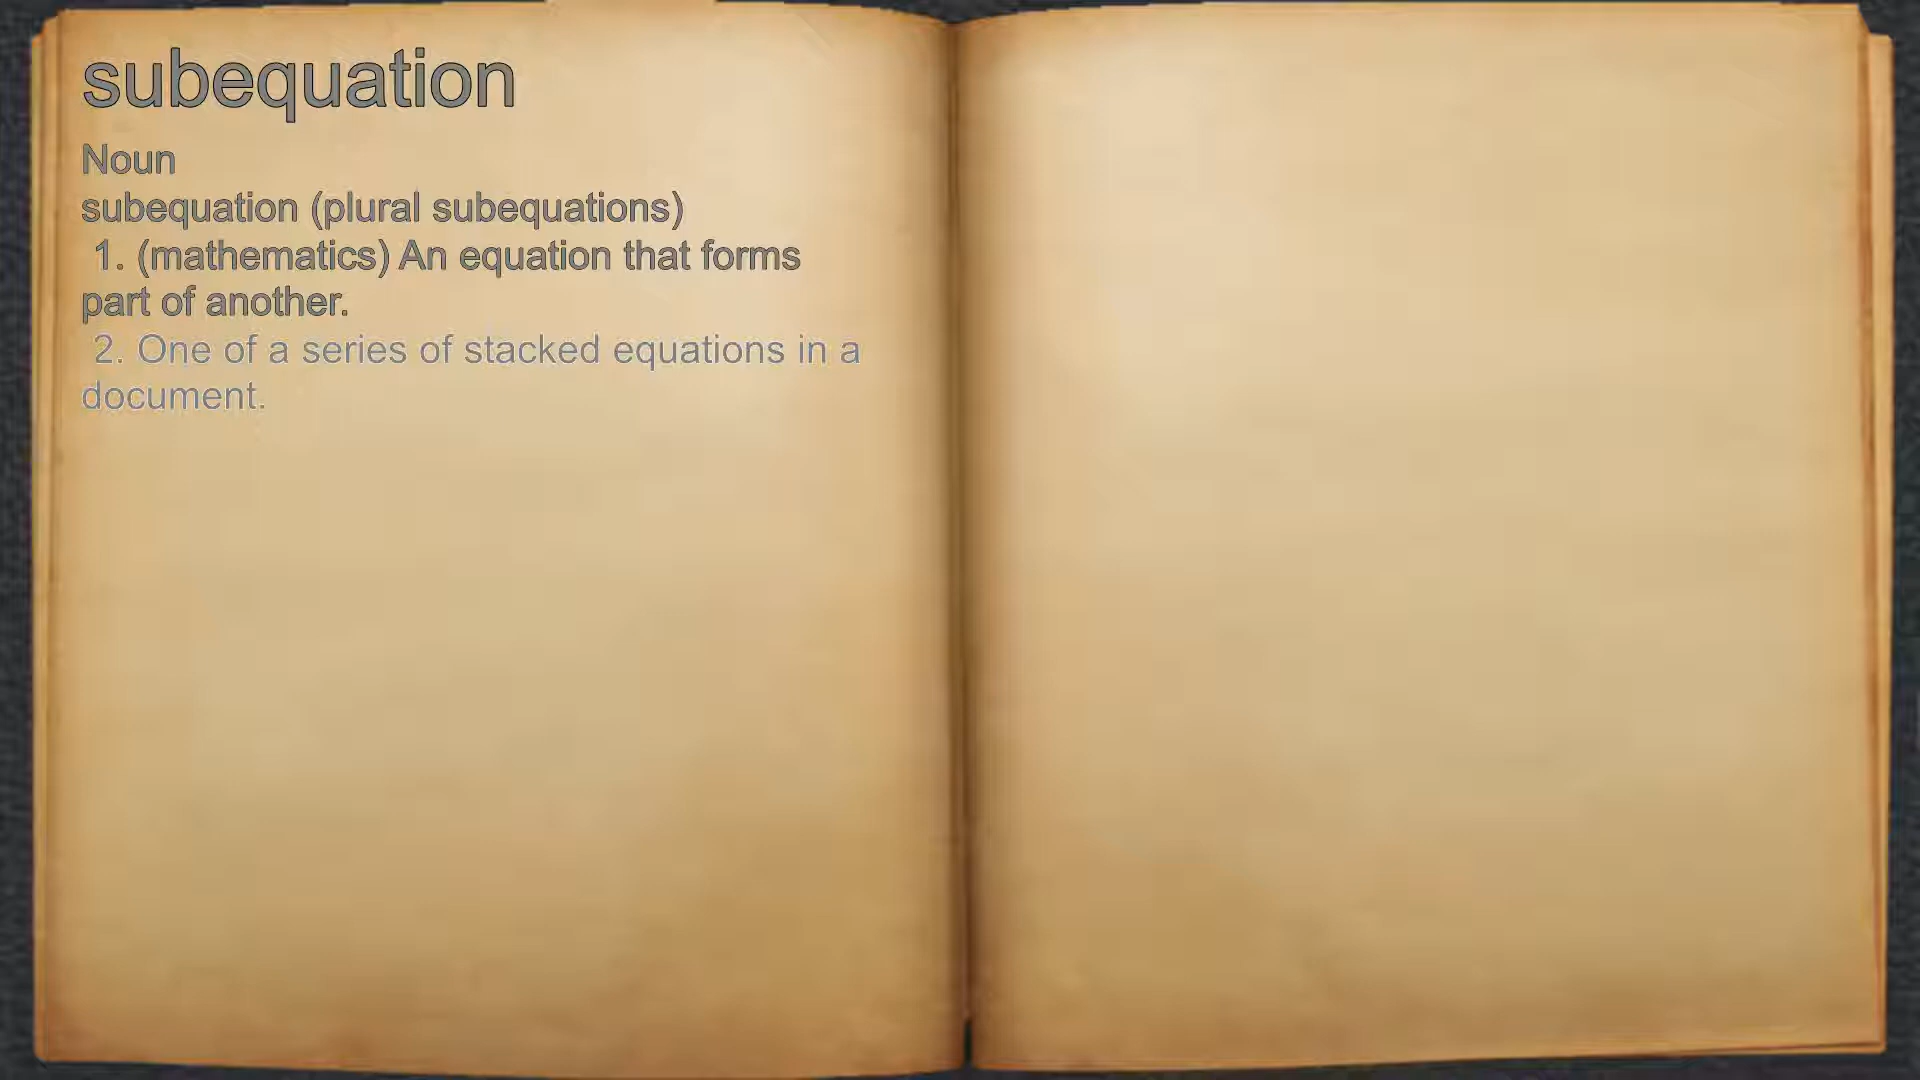 subequation
Noun
subequation (plural subequations)
1. (mathematics) An equation that forms
part of another.
2. One of a series of stacked equations in a
document.